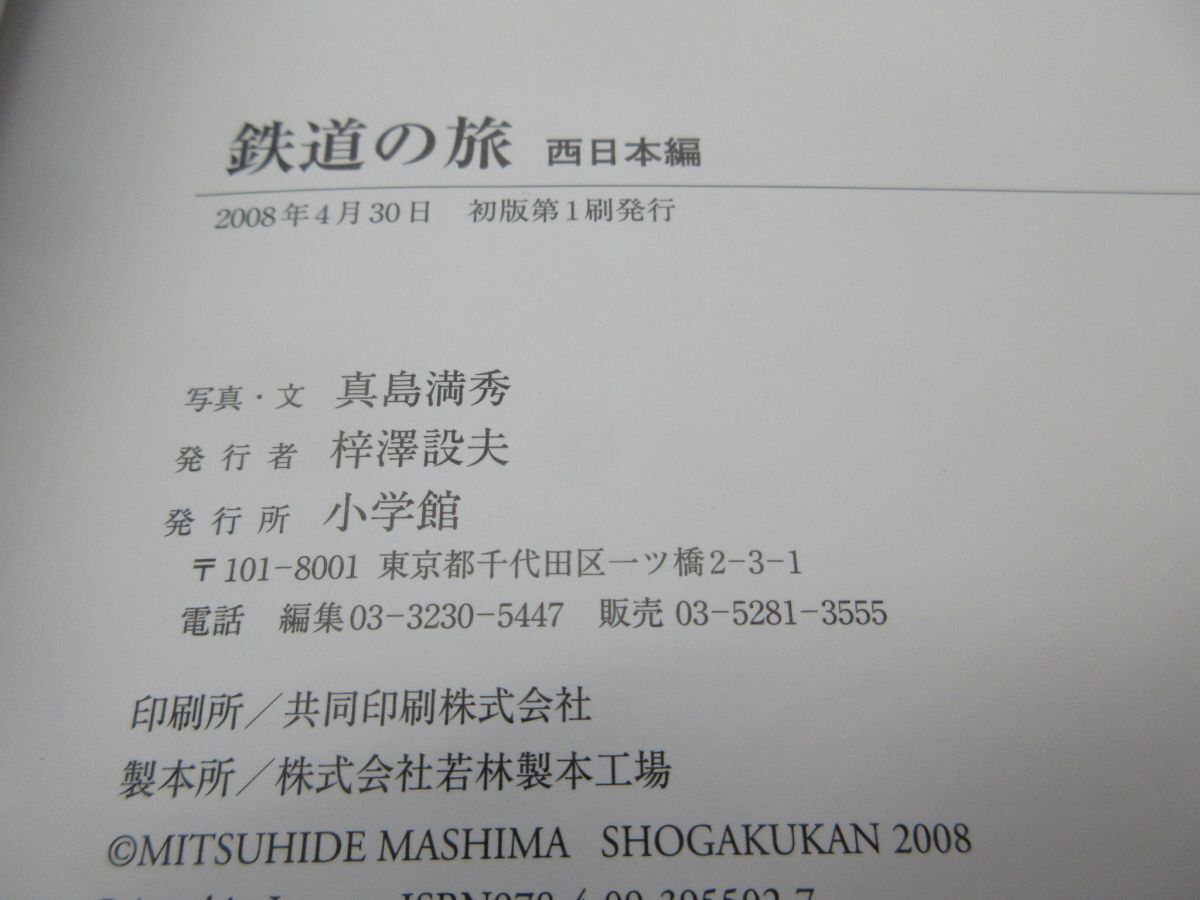 鉄道の旅 西日本編
2008年4月30日 初版第1刷発行
写真・文 真島満秀
発行者 梓澤設夫
発行所 小学館
〒101-8001 東京都千代田区一ツ橋2-3-1
電話 編集03-3230-5447 販売 03-5281-3555
印刷所／共同印刷株式会社
製本所／株式会社若林製本工場
©MITSUHIDE MASHIMA SHOGAKUKAN 2008